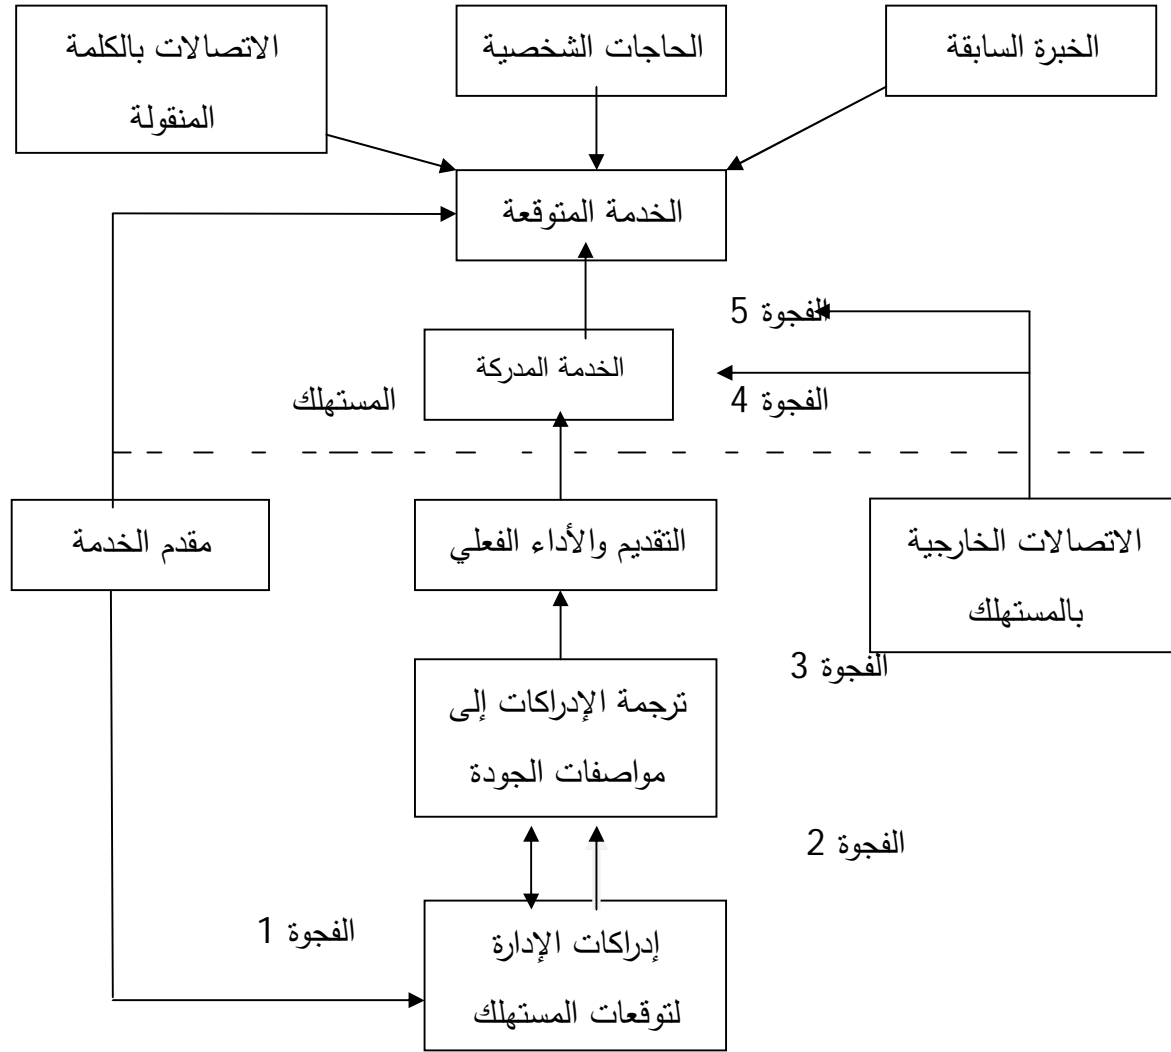 الخبرة السابقة
الحاجات الشخصية
الاتصالات بالكلمة
المنقولة
الخدمة المتوقعة
الفجوة 5
الخدمة المدركة
الفجوة 4
المستهلك
الاتصالات الخارجية
بالمستهلك
التقديم والأداء الفعلي
مقدم الخدمة
الفجوة 3
ترجمة الإدراكات إلى
مواصفات الجودة
الفجوة 2
الفجوة 1
إدراكات الإدارة
لتوقعات المستهلك